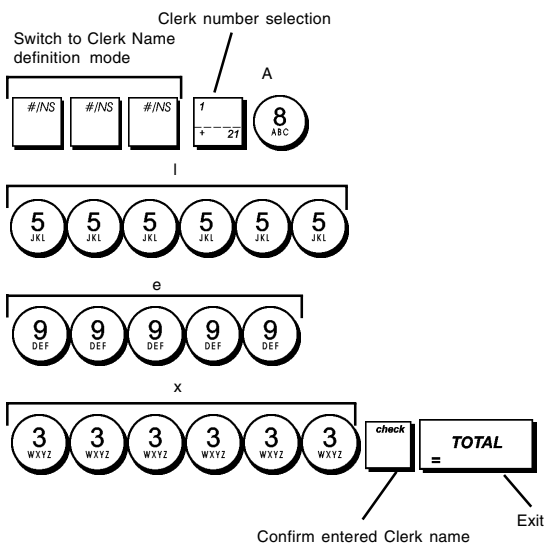 Clerk number selection
Switch to Clerk Name
definition mode
A
#/NS #/NS #/NS 1 + 21 8 ABC
l
5 JKL 5 JKL 5 JKL 5 JKL 5 JKL 5 JKL
e
9 DEF 9 DEF 9 DEF 9 DEF 9 DEF
x
3 WXYZ 3 WXYZ 3 WXYZ 3 WXYZ 3 WXYZ 3 WXYZ check TOTAL =
Exit
Confirm entered Clerk name